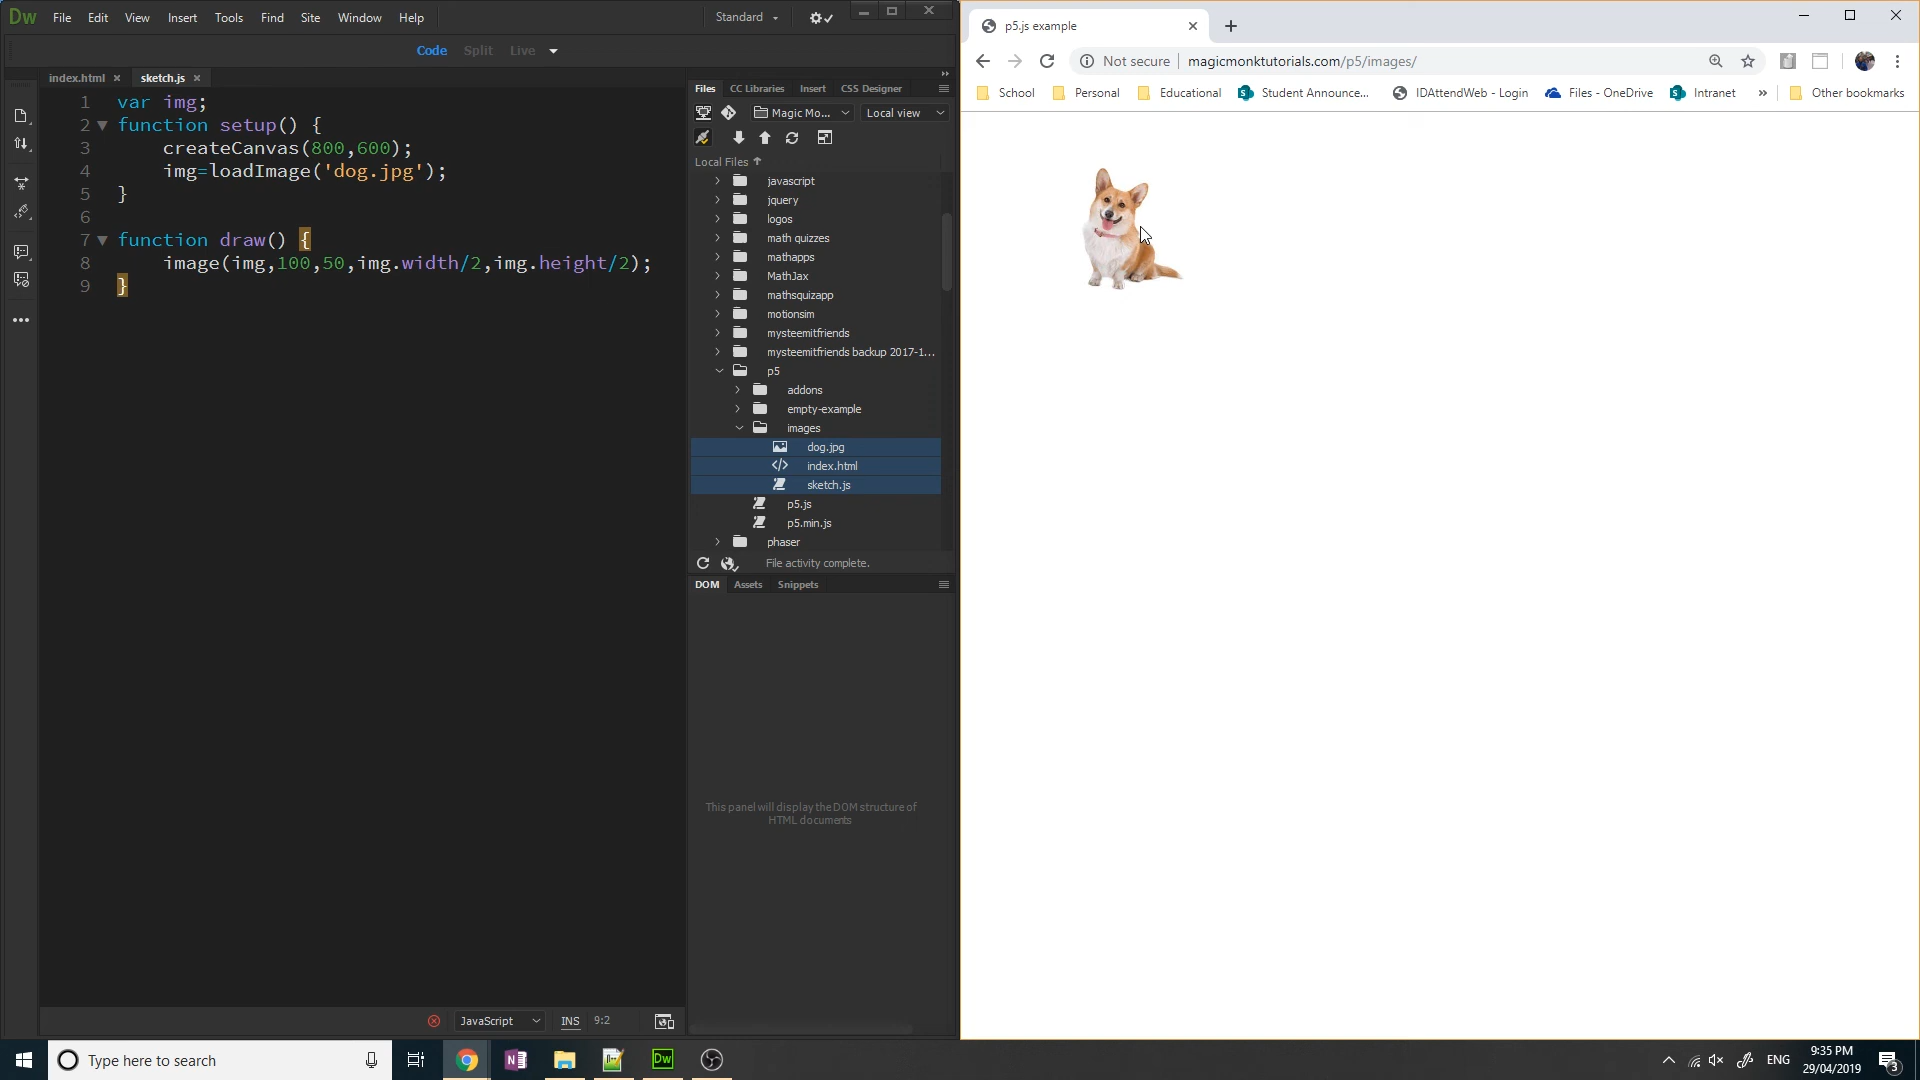 Dw File Edit View Insert Tools Find Site Window Help Standard
Code Split Live
index.html sketch.js
1 var img;
2 function setup() {
3 createCanvas(800,600);
4 img=loadImage('dog.jpg');
5 }
6
7 function draw() {
8 image(img,100,50,img.width/2,img.height/2);
9 }
JavaScript INS 9:2
Files CC Libraries Insert CSS Designer
Magic Mo... Local view
Local Files
javascript
jquery
logos
math quizzes
mathapps
MathJax
mathsquizapp
motionsim
mysteemitfriends
mysteemitfriends backup 2017-1...
p5
addons
empty-example
images
dog.jpg
index.html
sketch.js
p5.js
p5.min.js
phaser
File activity complete.
DOM Assets Snippets
This panel will display the DOM structure of
HTML documents
p5.js example
Not secure magicmonktutorials.com/p5/images/
School Personal Educational Student Announce... IDAttendWeb - Login Files - OneDrive Intranet » Other bookmarks
Type here to search
ENG
9:35 PM
29/04/2019
3